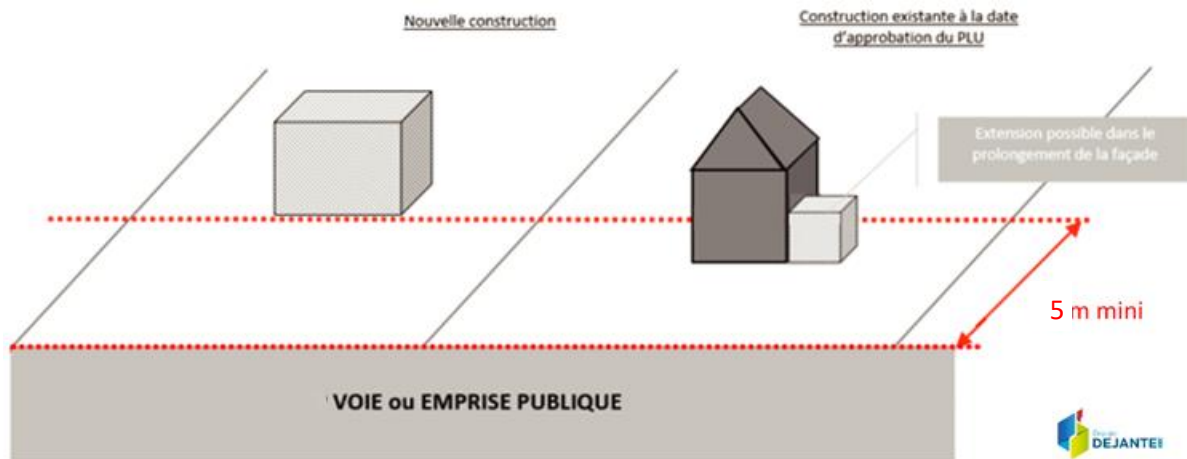 Nouvelle construction
Construction existante à la date
d'approbation du PLU
Extension possible dans le
prolongement de la façade
5 m mini
VOIE ou EMPRISE PUBLIQUE
DEJANTE